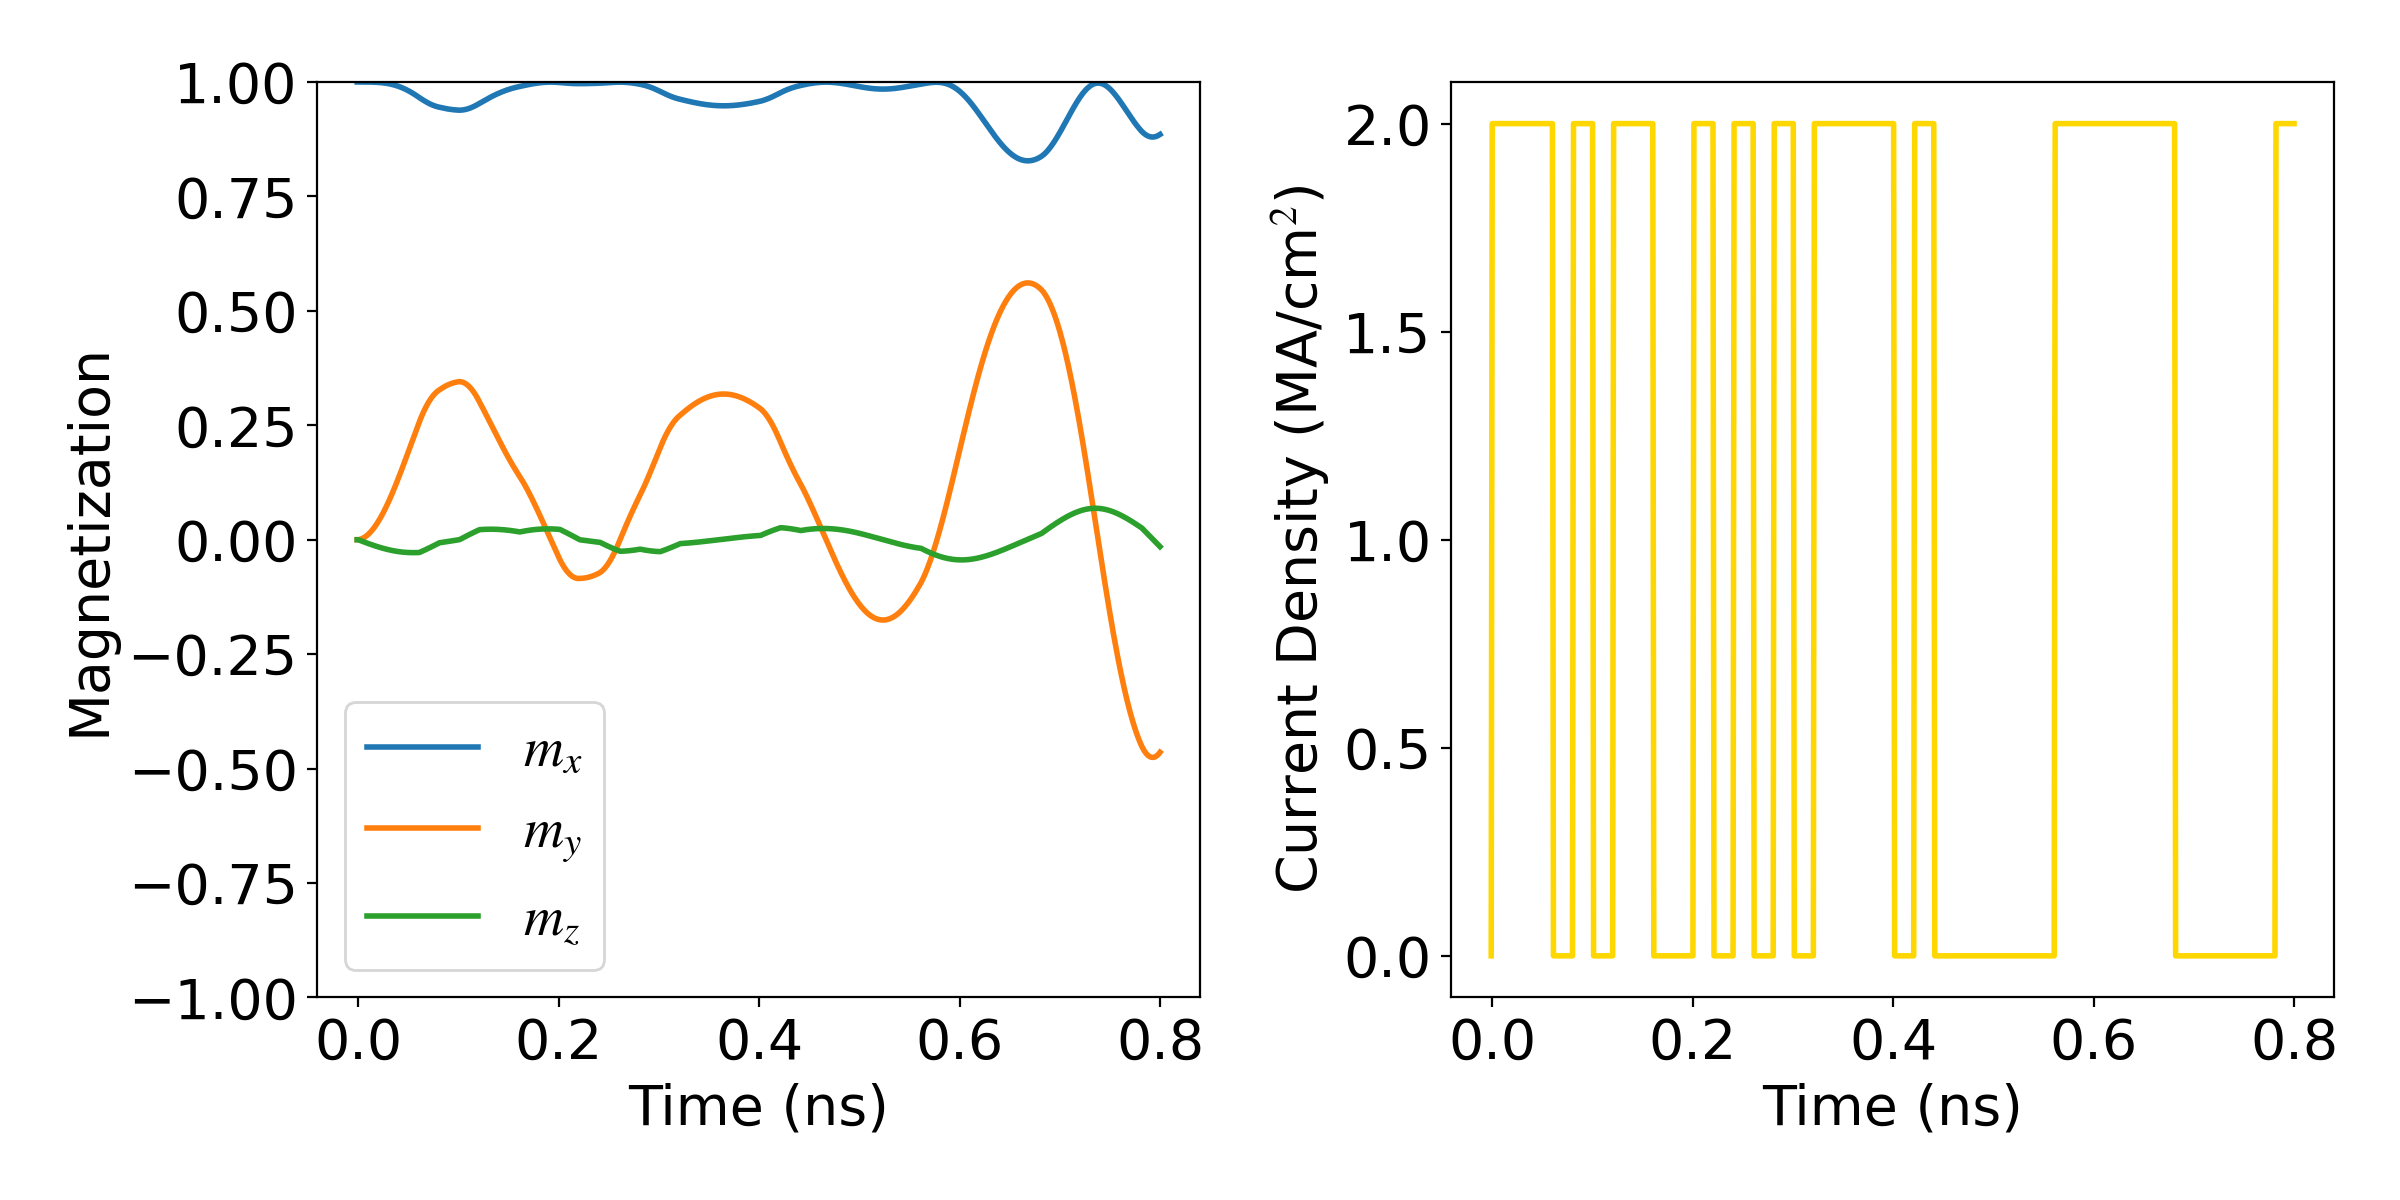 Magnetization
1.00
0.75
0.50
0.25
0.00
−0.25
−0.50
−0.75
−1.00
m_x
m_y
m_z
0.0 0.2 0.4 0.6 0.8
Time (ns)
Current Density (MA/cm²)
2.0
1.5
1.0
0.5
0.0
0.0 0.2 0.4 0.6 0.8
Time (ns)